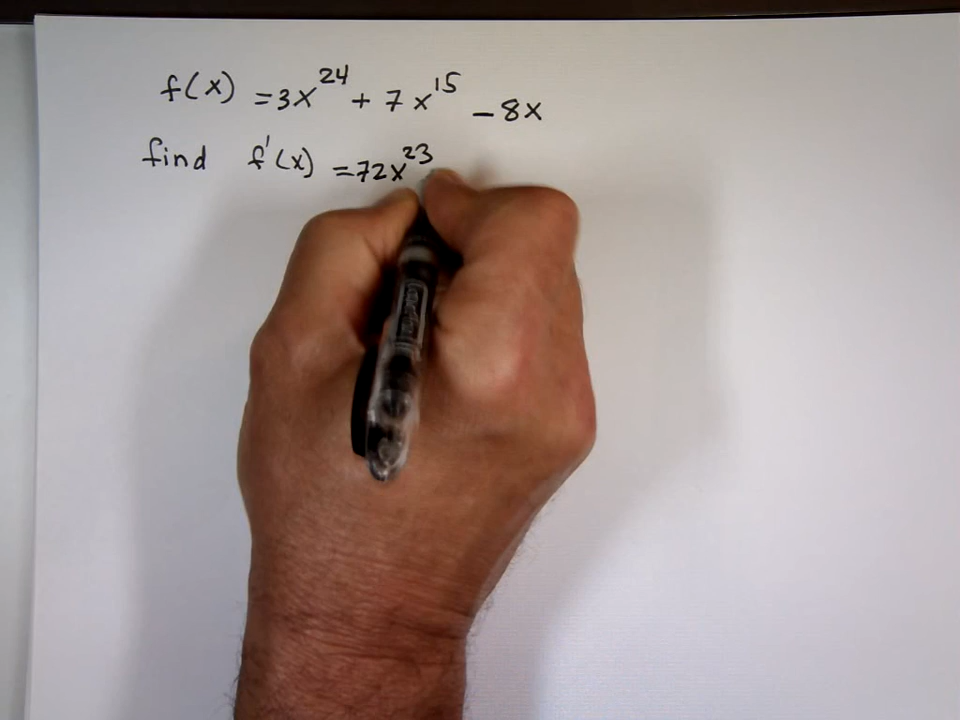 f(x) = 3x^24 + 7x^15 - 8x
find f'(x) = 72x^23